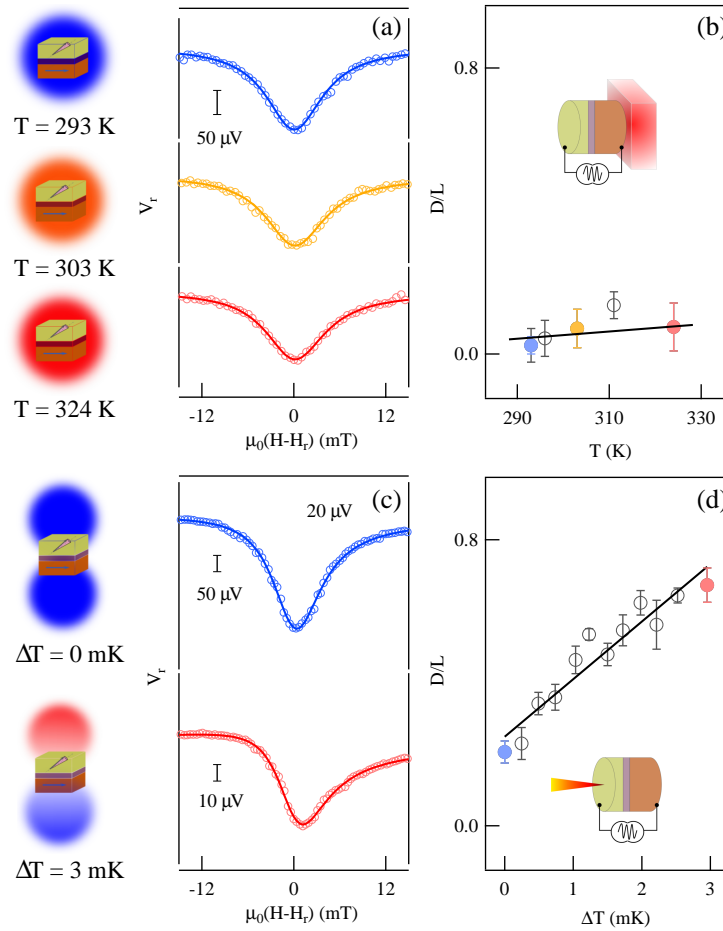 (a)
(b)
T = 293 K
50 μV
T = 303 K
V_r
T = 324 K
-12 0 12
μ₀(H-H_r) (mT)
0.8
D/L
0.0
290 310 330
T (K)
(c)
(d)
20 μV
50 μV
ΔT = 0 mK
V_r
10 μV
ΔT = 3 mK
-12 0 12
μ₀(H-H_r) (mT)
0.8
D/L
0.0
0 1 2 3
ΔT (mK)